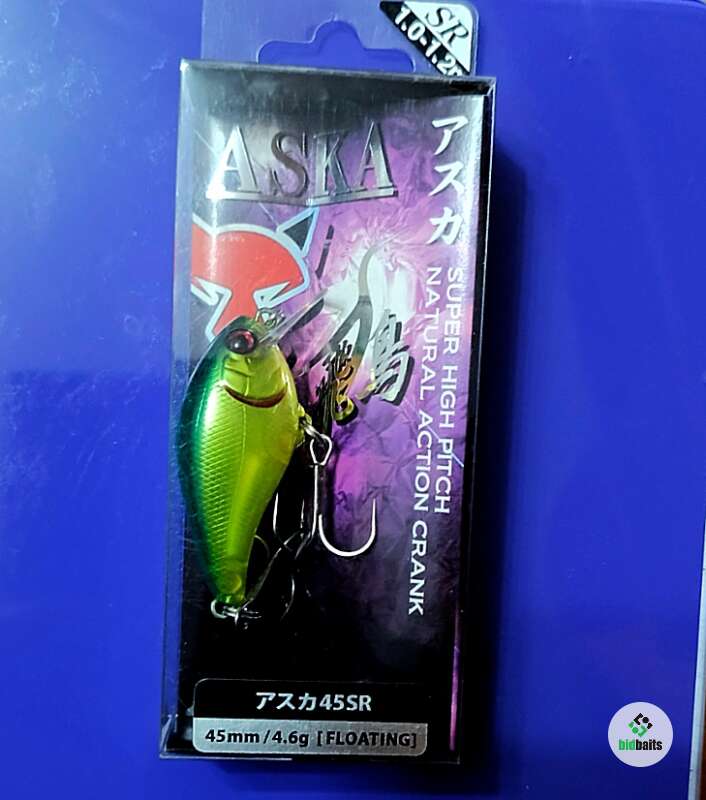 SR
1.0-1.2
ASKA
アスカ
SUPER HIGH PITCH
NATURAL ACTION CRANK
アスカ45SR
45mm/4.6g [FLOATING]
bidbaits